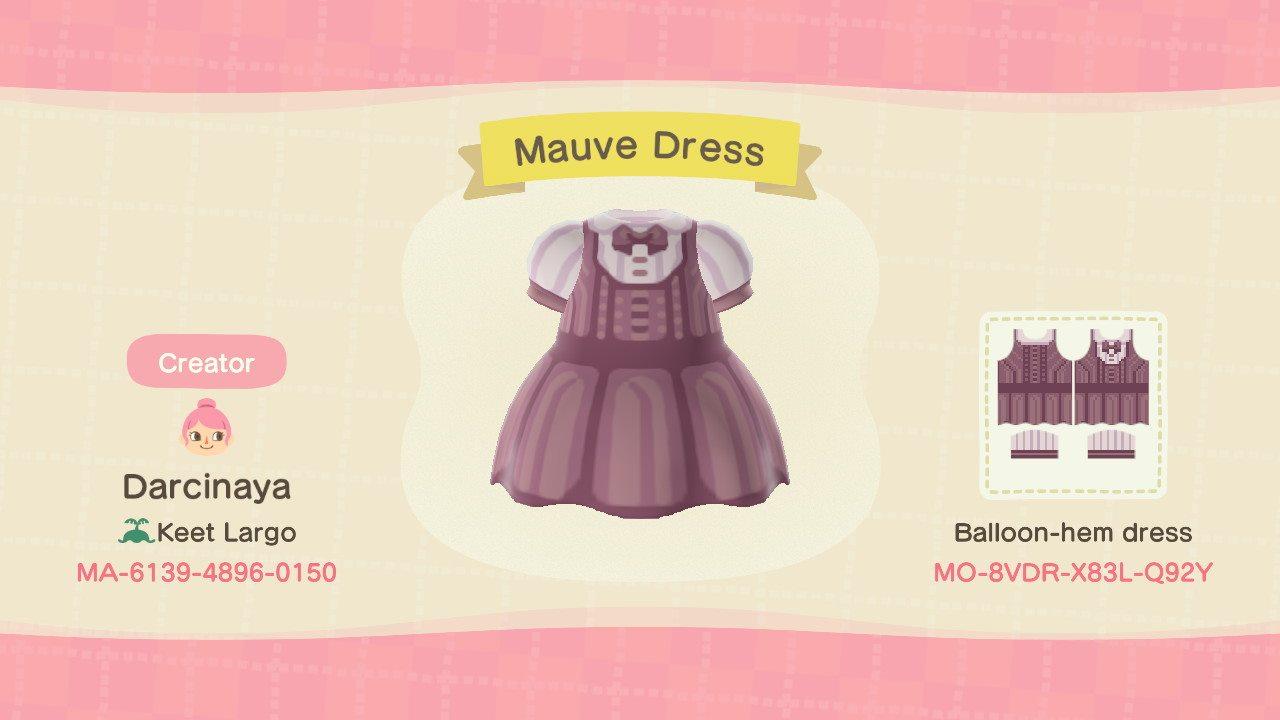 Mauve Dress
Creator
Darcinaya
Keet Largo
MA-6139-4896-0150
Balloon-hem dress
MO-8VDR-X83L-Q92Y